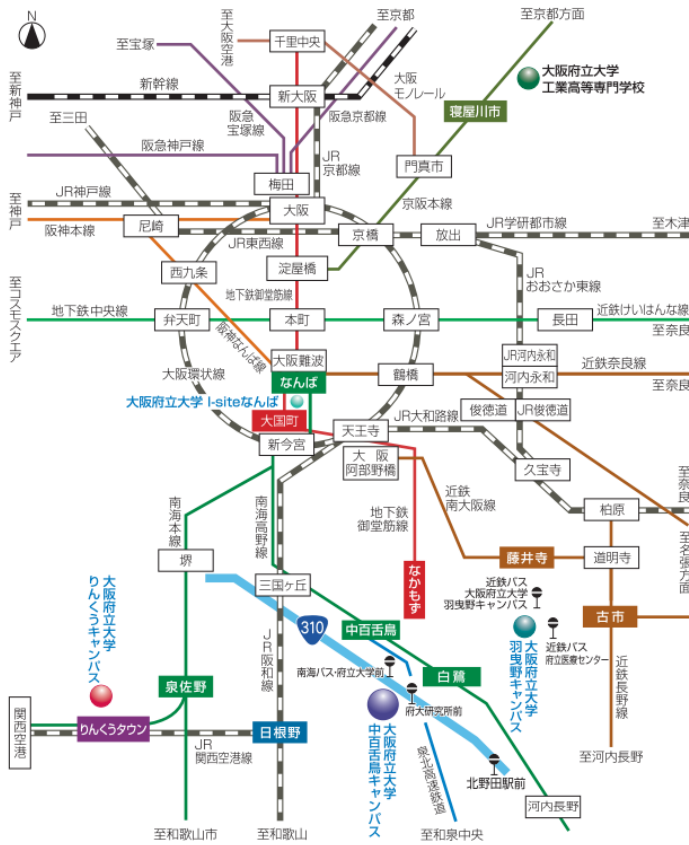 N
至宝塚
至大阪空港
千里中央
至京都
至京都方面
大阪府立大学
工業高等専門学校
至新神戸
新幹線
新大阪
大阪
モノレール
寝屋川市
至三田
阪急
宝塚線
阪急京都線
阪急神戸線
JR
京都線
門真市
梅田
京阪本線
至神戸
JR神戸線
大阪
阪神本線
尼崎
JR東西線
京橋
放出
JR学研都市線
至木津
西九条
淀屋橋
JR
おおさか東線
至コスモスクエア
地下鉄御堂筋線
地下鉄中央線
弁天町
本町
森ノ宮
長田
近鉄けいはんな線
至奈良
阪神なんば線
大阪環状線
大阪難波
なんば
鶴橋
JR河内永和
河内永和
近鉄奈良線
至奈良
大阪府立大学 I-siteなんば
大国町
俊徳道
JR俊徳道
JR大和路線
天王寺
新今宮
大阪
阿部野橋
久宝寺
至奈良
南海本線
南海高野線
地下鉄
御堂筋線
近鉄
南大阪線
柏原
至名張方面
堺
藤井寺
道明寺
三国ヶ丘
なかもず
近鉄バス
大阪府立大学
羽曳野キャンパス
古市
310
中百舌鳥
大阪府立大学
羽曳野キャンパス
近鉄バス
府立医療センター
大阪府立大学
りんくうキャンパス
JR阪和線
南海バス・府立大学前
白鷺
近鉄長野線
泉佐野
府大研究所前
関西空港
りんくうタウン
日根野
大阪府立大学
中百舌鳥キャンパス
JR
関西空港線
泉北高速鉄道
北野田駅前
至河内長野
河内長野
至和歌山市
至和歌山
至和泉中央